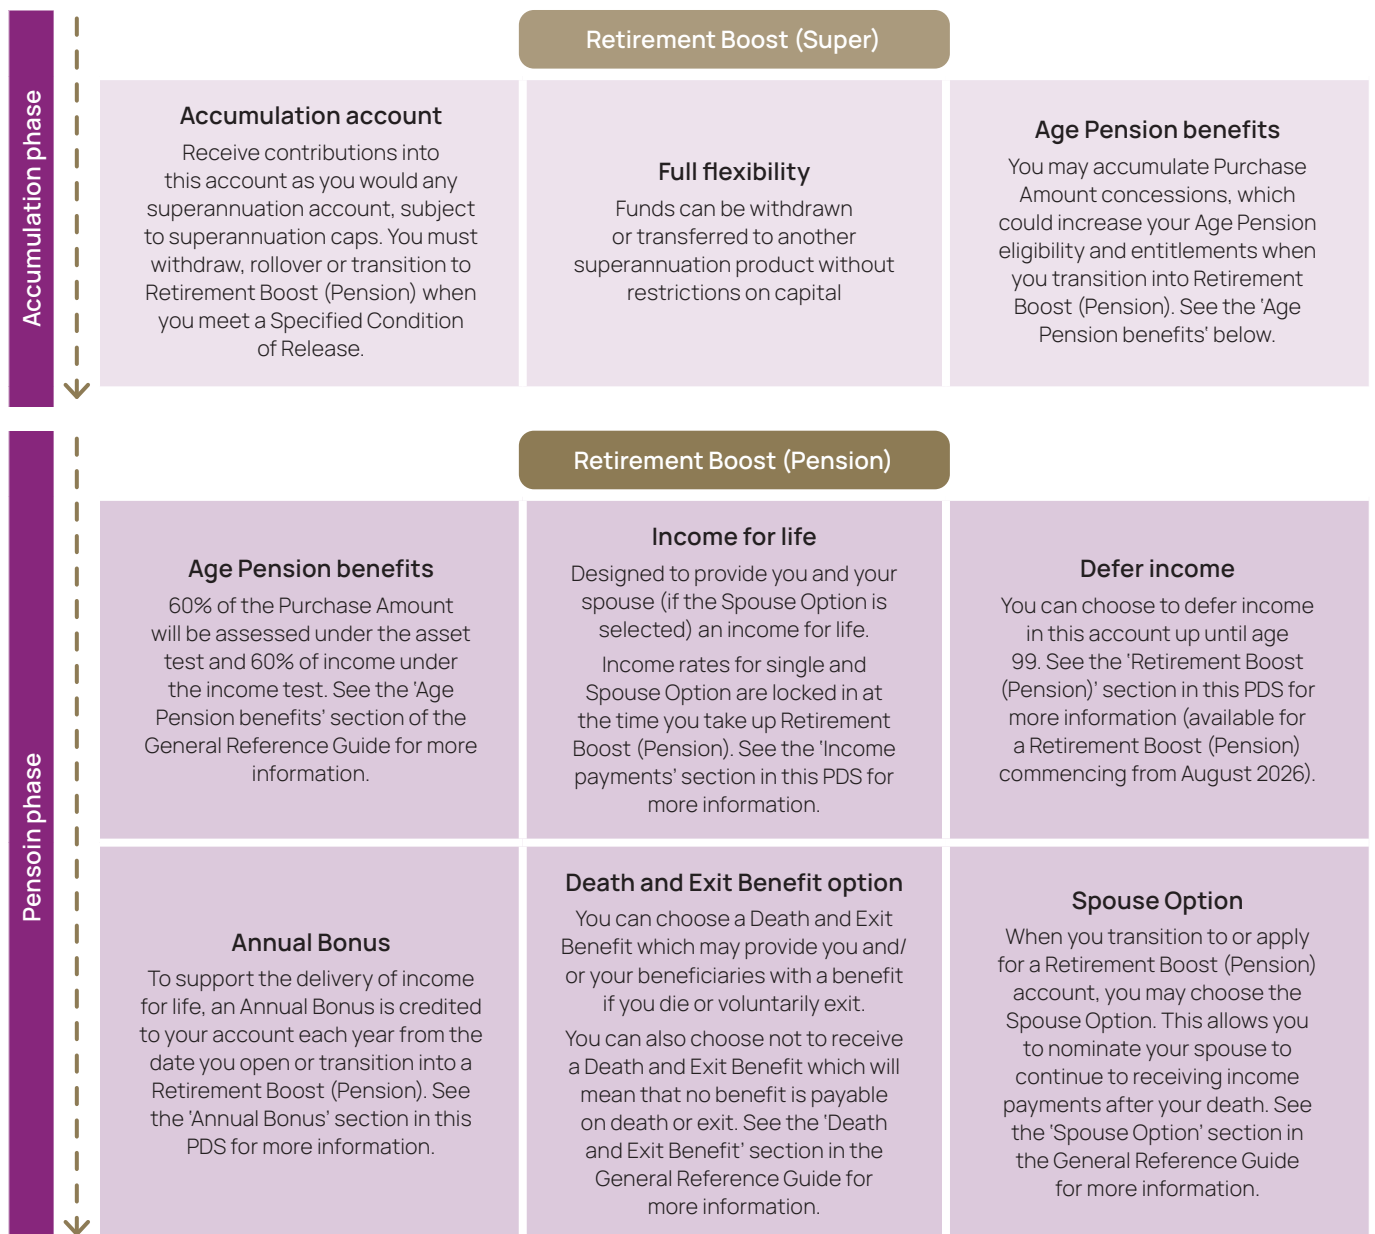 Accumulation phase
Retirement Boost (Super)
Accumulation account
Receive contributions into
this account as you would any
superannuation account, subject
to superannuation caps. You must
withdraw, rollover or transition to
Retirement Boost (Pension) when
you meet a Specified Condition
of Release.
Full flexibility
Funds can be withdrawn
or transferred to another
superannuation product without
restrictions on capital
Age Pension benefits
You may accumulate Purchase
Amount concessions, which
could increase your Age Pension
eligibility and entitlements when
you transition into Retirement
Boost (Pension). See the ‘Age
Pension benefits‘ below.
Pensoin phase
Retirement Boost (Pension)
Age Pension benefits
60% of the Purchase Amount
will be assessed under the asset
test and 60% of income under
the income test. See the ‘Age
Pension benefits’ section of the
General Reference Guide for more
information.
Income for life
Designed to provide you and your
spouse (if the Spouse Option is
selected) an income for life.
Income rates for single and
Spouse Option are locked in at
the time you take up Retirement
Boost (Pension). See the ‘Income
payments’ section in this PDS for
more information.
Defer income
You can choose to defer income
in this account up until age
99. See the ‘Retirement Boost
(Pension)’ section in this PDS for
more information (available for
a Retirement Boost (Pension)
commencing from August 2026).
Annual Bonus
To support the delivery of income
for life, an Annual Bonus is credited
to your account each year from the
date you open or transition into a
Retirement Boost (Pension). See
the ‘Annual Bonus’ section in this
PDS for more information.
Death and Exit Benefit option
You can choose a Death and Exit
Benefit which may provide you and/
or your beneficiaries with a benefit
if you die or voluntarily exit.
You can also choose not to receive
a Death and Exit Benefit which will
mean that no benefit is payable
on death or exit. See the ‘Death
and Exit Benefit’ section in the
General Reference Guide for
more information.
Spouse Option
When you transition to or apply
for a Retirement Boost (Pension)
account, you may choose the
Spouse Option. This allows you
to nominate your spouse to
continue to receiving income
payments after your death. See
the ‘Spouse Option’ section in
the General Reference Guide
for more information.